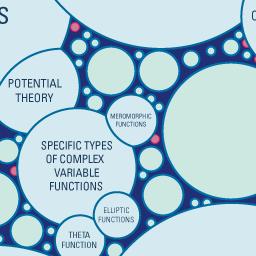 S
POTENTIAL
THEORY
MEROMORPHIC
FUNCTIONS
SPECIFIC TYPES
OF COMPLEX
VARIABLE
FUNCTIONS
ELLIPTIC
FUNCTIONS
THETA
FUNCTION